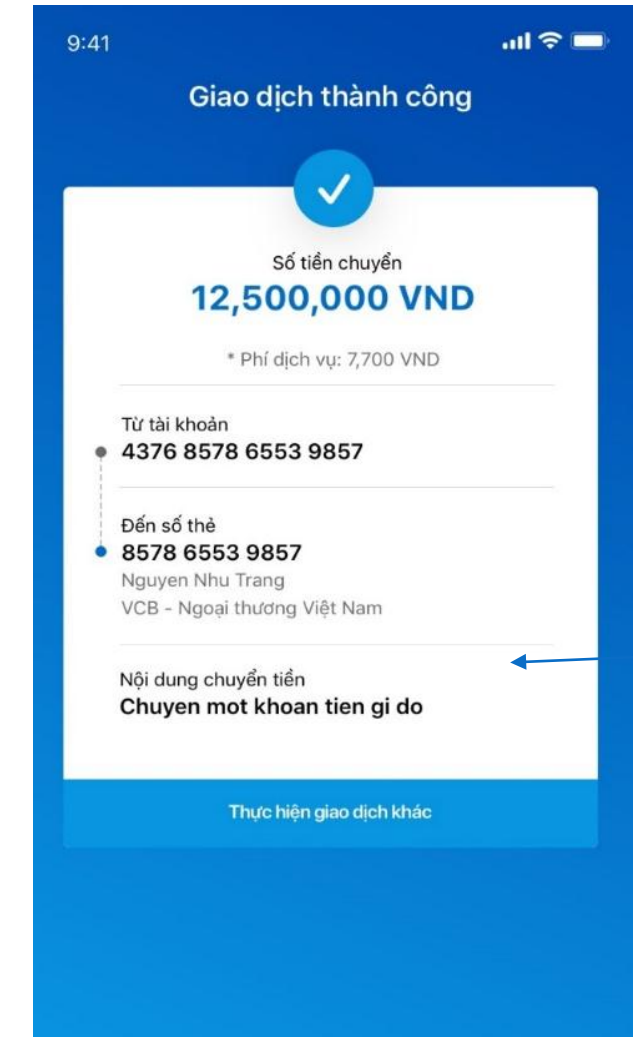 9:41
Giao dịch thành công
Số tiền chuyển
12,500,000 VND
* Phí dịch vụ: 7,700 VND
Từ tài khoản
4376 8578 6553 9857
Đến số thẻ
8578 6553 9857
Nguyen Nhu Trang
VCB - Ngoại thương Việt Nam
Nội dung chuyển tiền
Chuyen mot khoan tien gi do
Thực hiện giao dịch khác